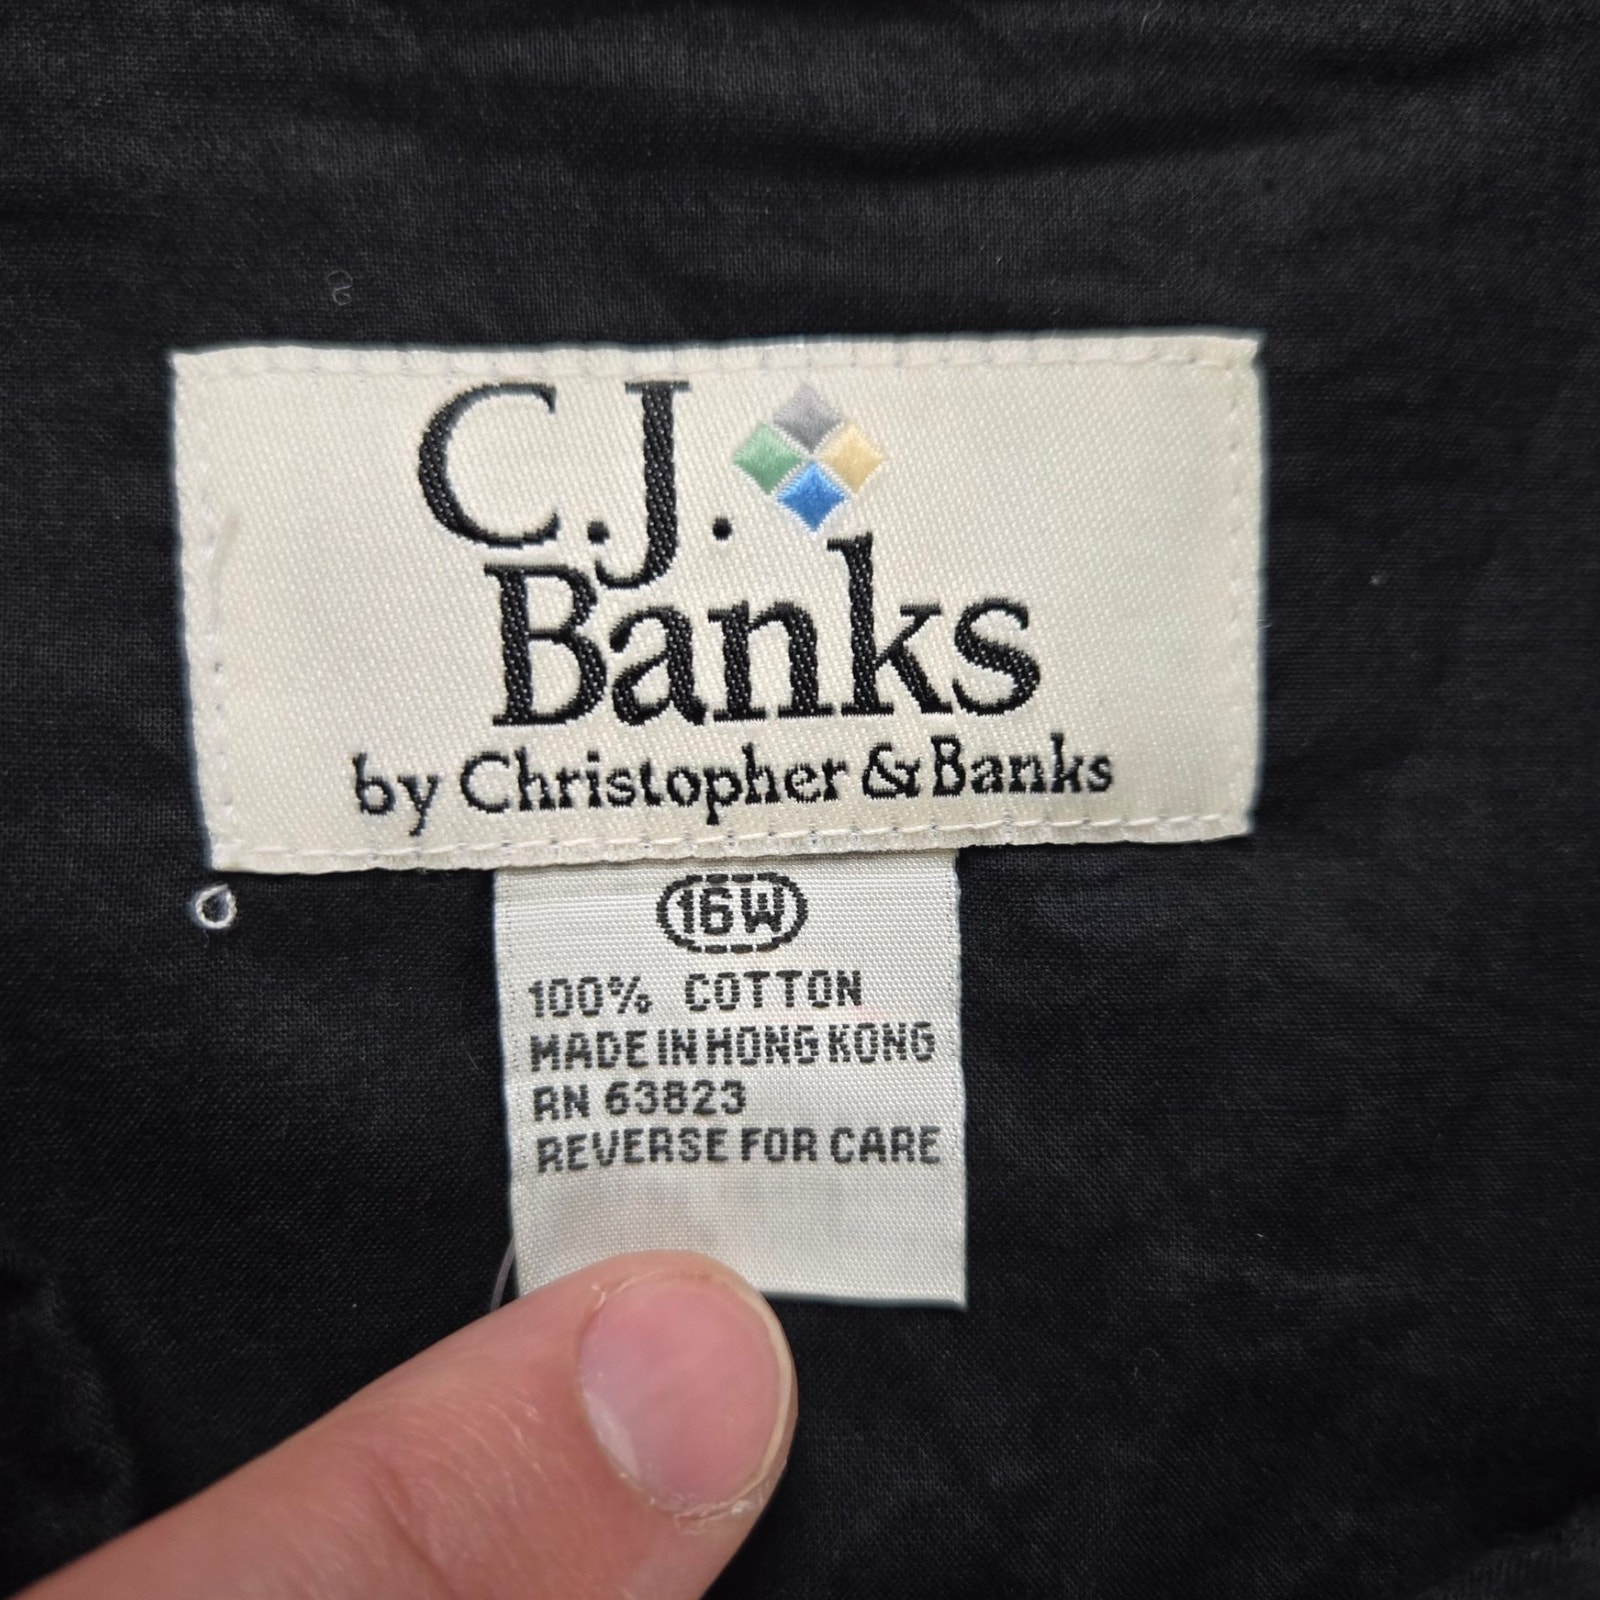 C.J.
Banks
by Christopher & Banks
16W
100% COTTON
MADE IN HONG KONG
RN 63823
REVERSE FOR CARE